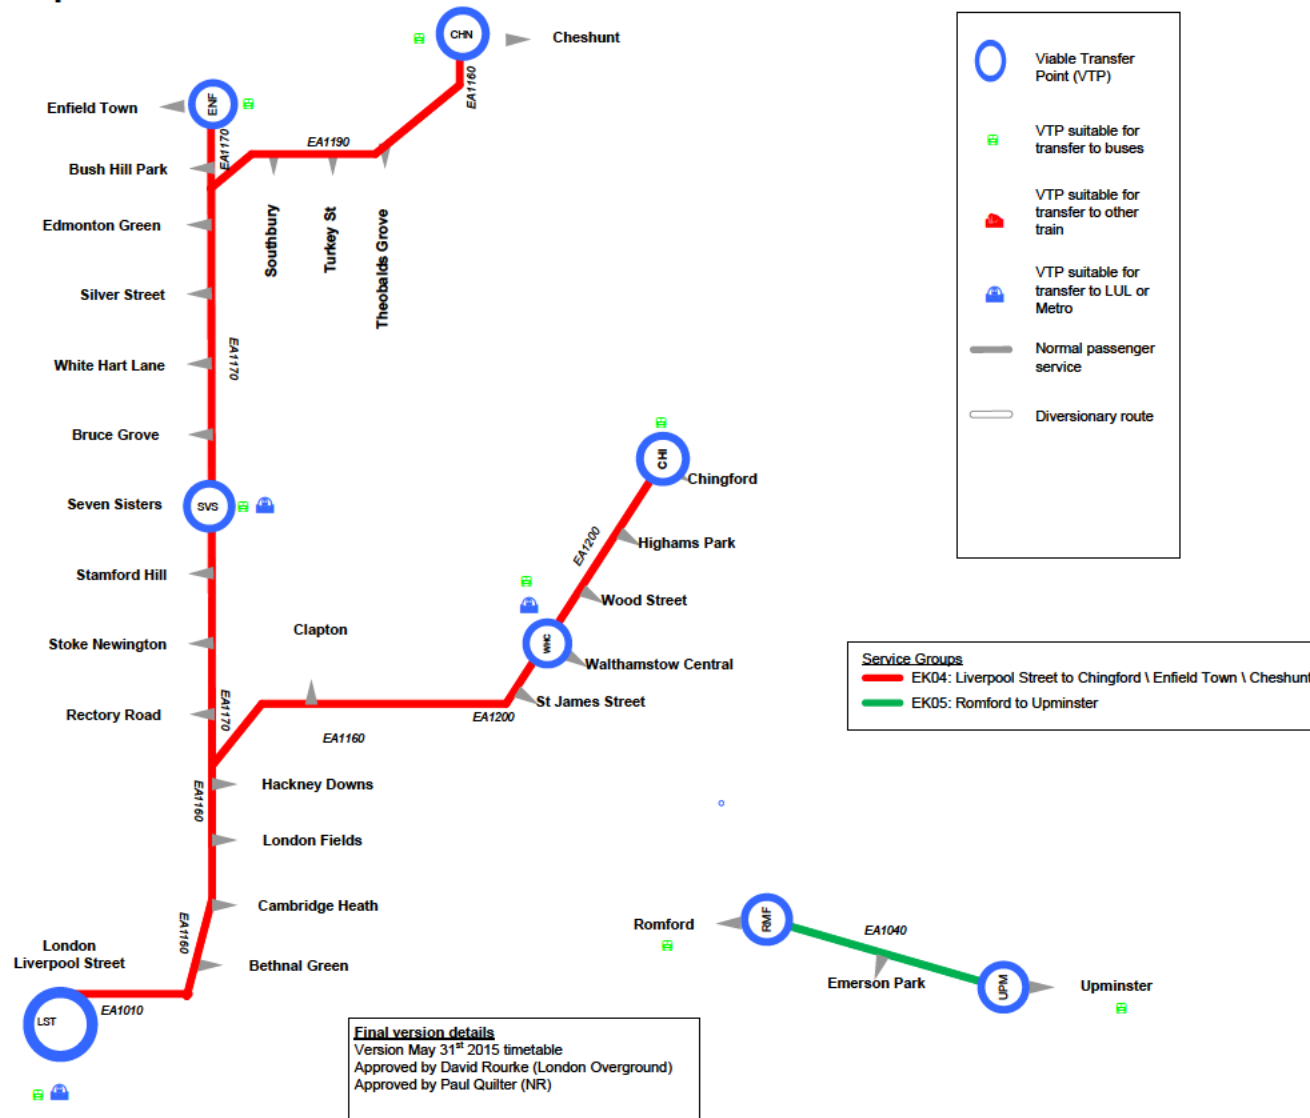 CHN
Cheshunt
EA1160
Enfield Town
ENF
EA1170
EA1190
Bush Hill Park
Edmonton Green
Southbury
Turkey St
Theobalds Grove
Silver Street
White Hart Lane
EA1170
Bruce Grove
Seven Sisters
SVS
Stamford Hill
Stoke Newington
Rectory Road
EA1170
CHI
Chingford
EA1200
Highams Park
Wood Street
WHC
Walthamstow Central
St James Street
EA1200
Clapton
EA1160
Hackney Downs
EA1160
London Fields
Cambridge Heath
EA1160
Bethnal Green
London
Liverpool Street
LST
EA1010
Viable Transfer
Point (VTP)
VTP suitable for
transfer to buses
VTP suitable for
transfer to other
train
VTP suitable for
transfer to LUL or
Metro
Normal passenger
service
Diversionary route
Service Groups
EK04: Liverpool Street to Chingford \ Enfield Town \ Cheshunt
EK05: Romford to Upminster
Romford
RMF
EA1040
Emerson Park
UPM
Upminster
Final version details
Version May 31st 2015 timetable
Approved by David Rourke (London Overground)
Approved by Paul Quilter (NR)